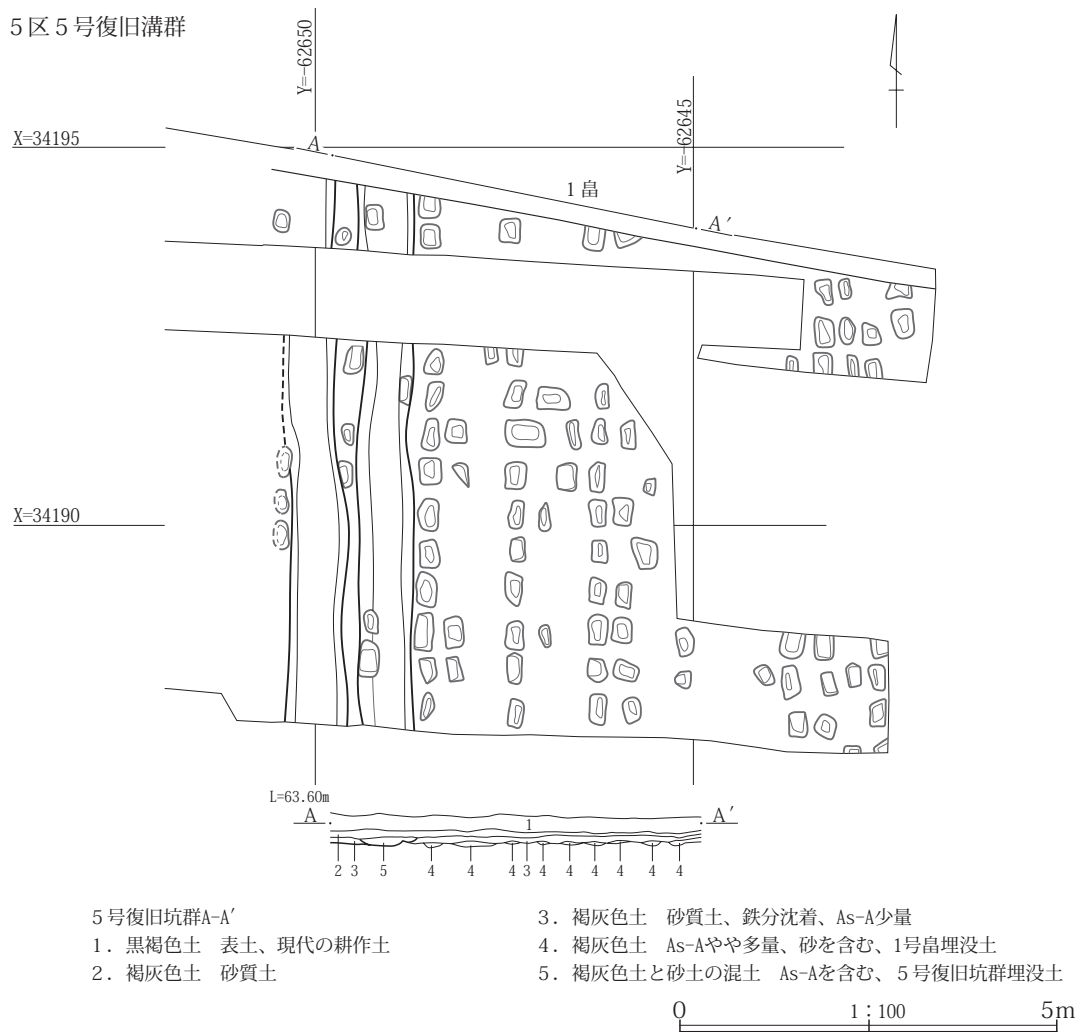 5区5号復旧溝群
Y=-62650
Y=-62645
X=34195
A
1畠
A′
X=34190
L=63.60m
A
A′
1
2 3 5 4 4 4 3 4 4 4 4 4 4
5号復旧坑群A-A′
1．黒褐色土　表土、現代の耕作土
2．褐灰色土　砂質土
3．褐灰色土　砂質土、鉄分沈着、As-A少量
4．褐灰色土　As-Aやや多量、砂を含む、1号畠埋没土
5．褐灰色土と砂土の混土　As-Aを含む、５号復旧坑群埋没土
0 1：100 5m